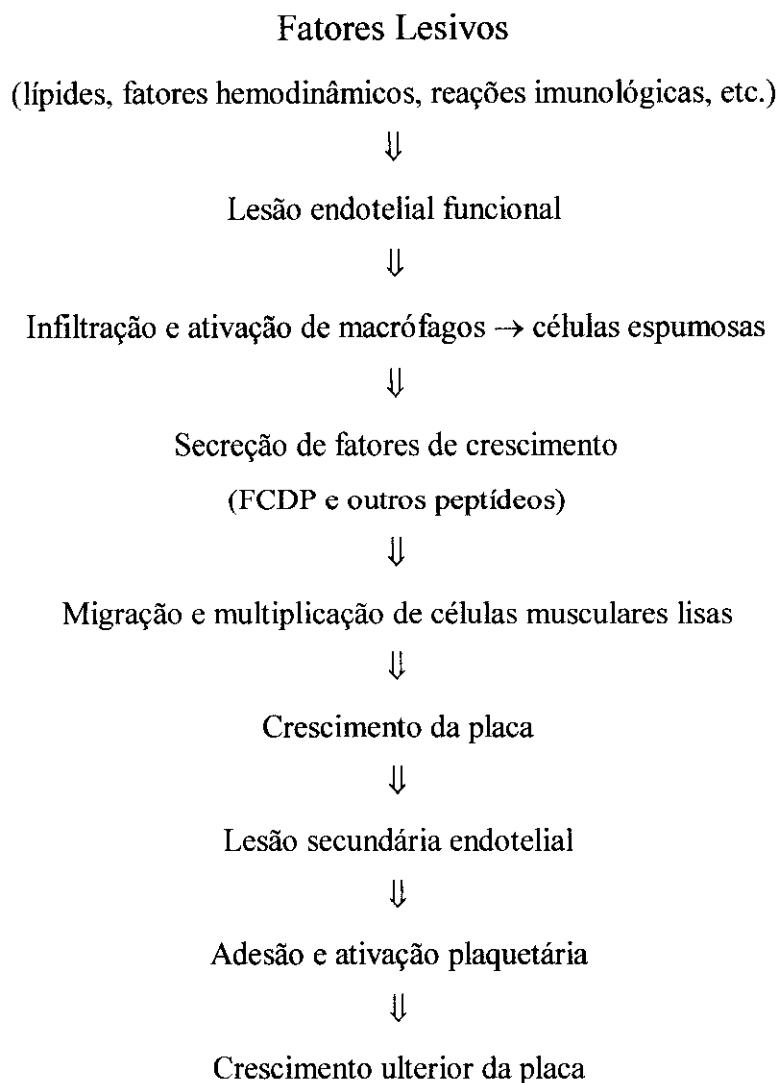 Fatores Lesivos
(lípides, fatores hemodinâmicos, reações imunológicas, etc.)
⇓
Lesão endotelial funcional
⇓
Infiltração e ativação de macrófagos → células espumosas
⇓
Secreção de fatores de crescimento
(FCDP e outros peptídeos)
⇓
Migração e multiplicação de células musculares lisas
⇓
Crescimento da placa
⇓
Lesão secundária endotelial
⇓
Adesão e ativação plaquetária
⇓
Crescimento ulterior da placa